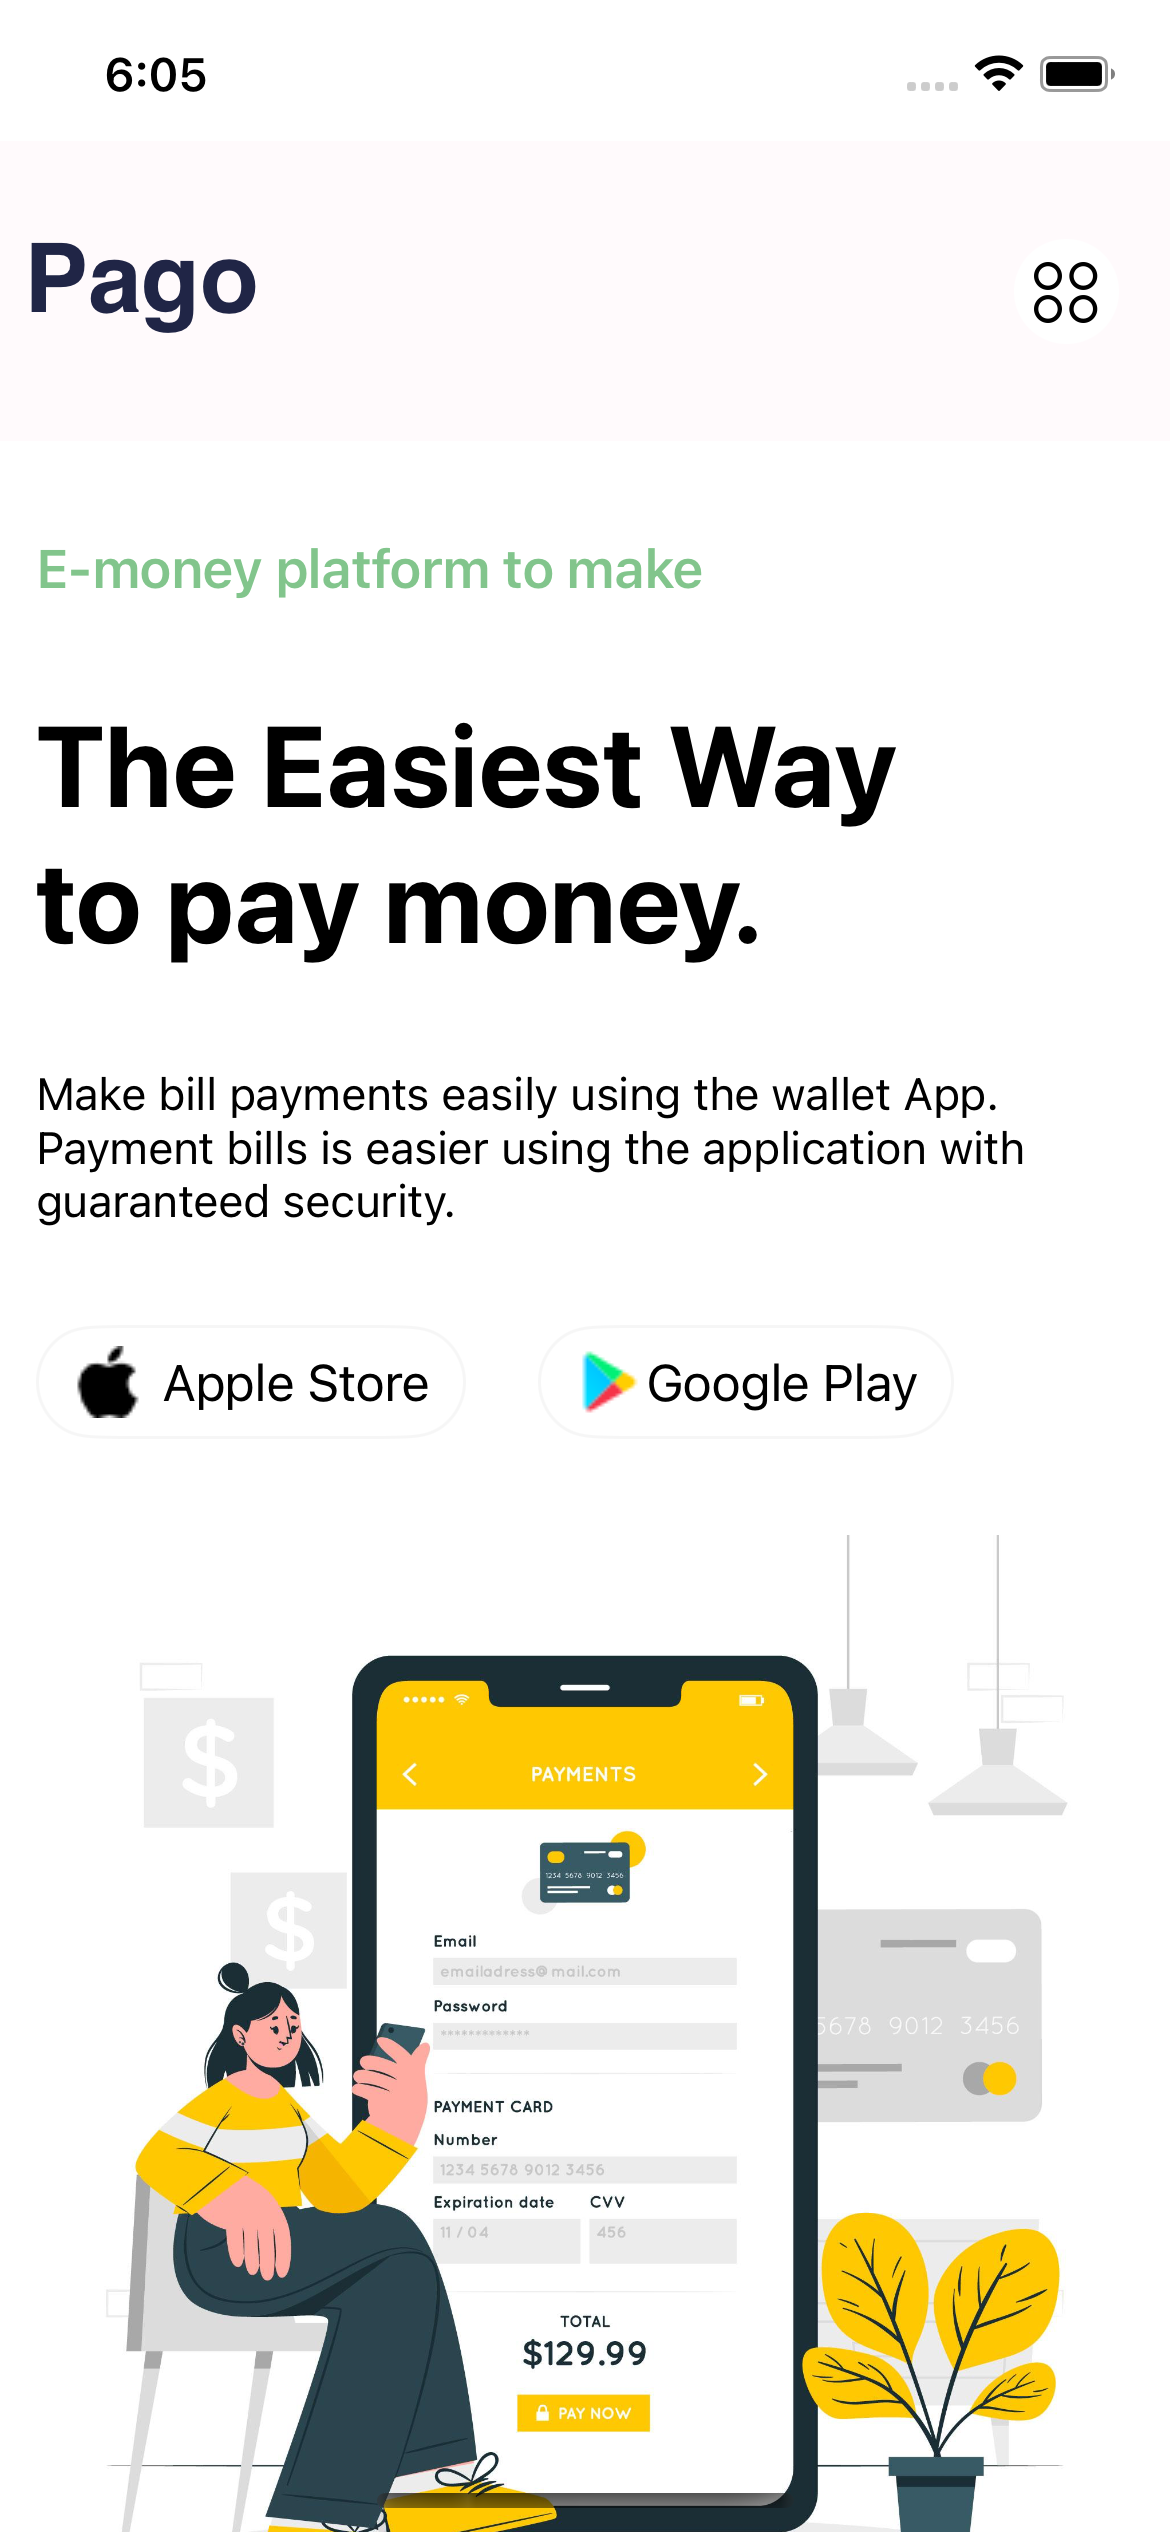 6:05
Pago
E-money platform to make
The Easiest Way
to pay money.
Make bill payments easily using the wallet App.
Payment bills is easier using the application with
guaranteed security.
Apple Store
Google Play
$
$
PAYMENTS
1234 5678 9012 3456
Email
emailadress@mail.com
Password
*************
PAYMENT CARD
Number
1234 5678 9012 3456
Expiration date CVV
11 / 04 456
TOTAL
$129.99
PAY NOW
5678 9012 3456